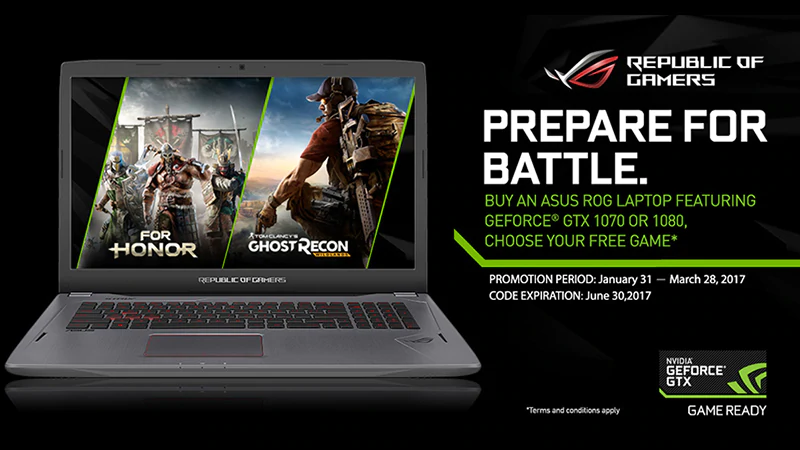 REPUBLIC OF
GAMERS
PREPARE FOR
BATTLE.
BUY AN ASUS ROG LAPTOP FEATURING
GEFORCE® GTX 1070 OR 1080,
CHOOSE YOUR FREE GAME*
PROMOTION PERIOD: January 31 — March 28, 2017
CODE EXPIRATION: June 30,2017
FOR
HONOR
TOM CLANCY'S
GHOST RECON
WILDLANDS
REPUBLIC OF GAMERS
NVIDIA
GEFORCE®
GTX
GAME READY
*Terms and conditions apply